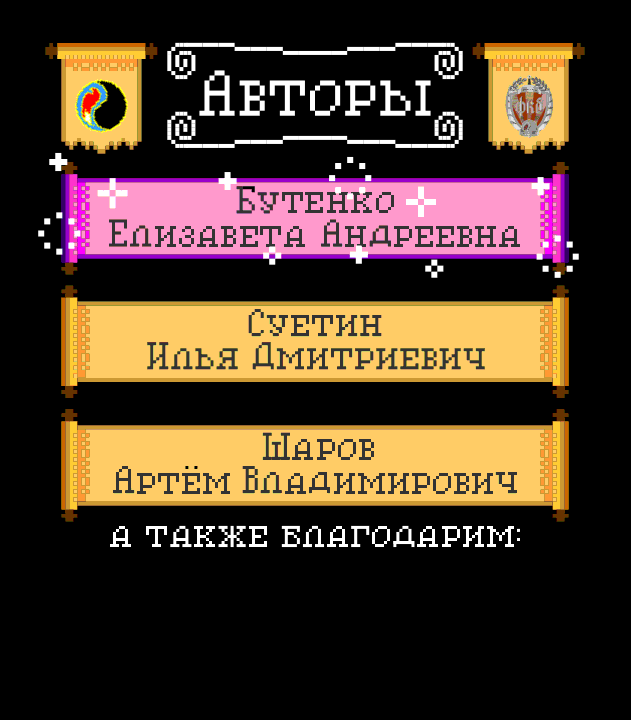 Авторы
Бутенко
Елизавета Андреевна
Суетин
Илья Дмитриевич
Шаров
Артём Владимирович
а также благодарим: